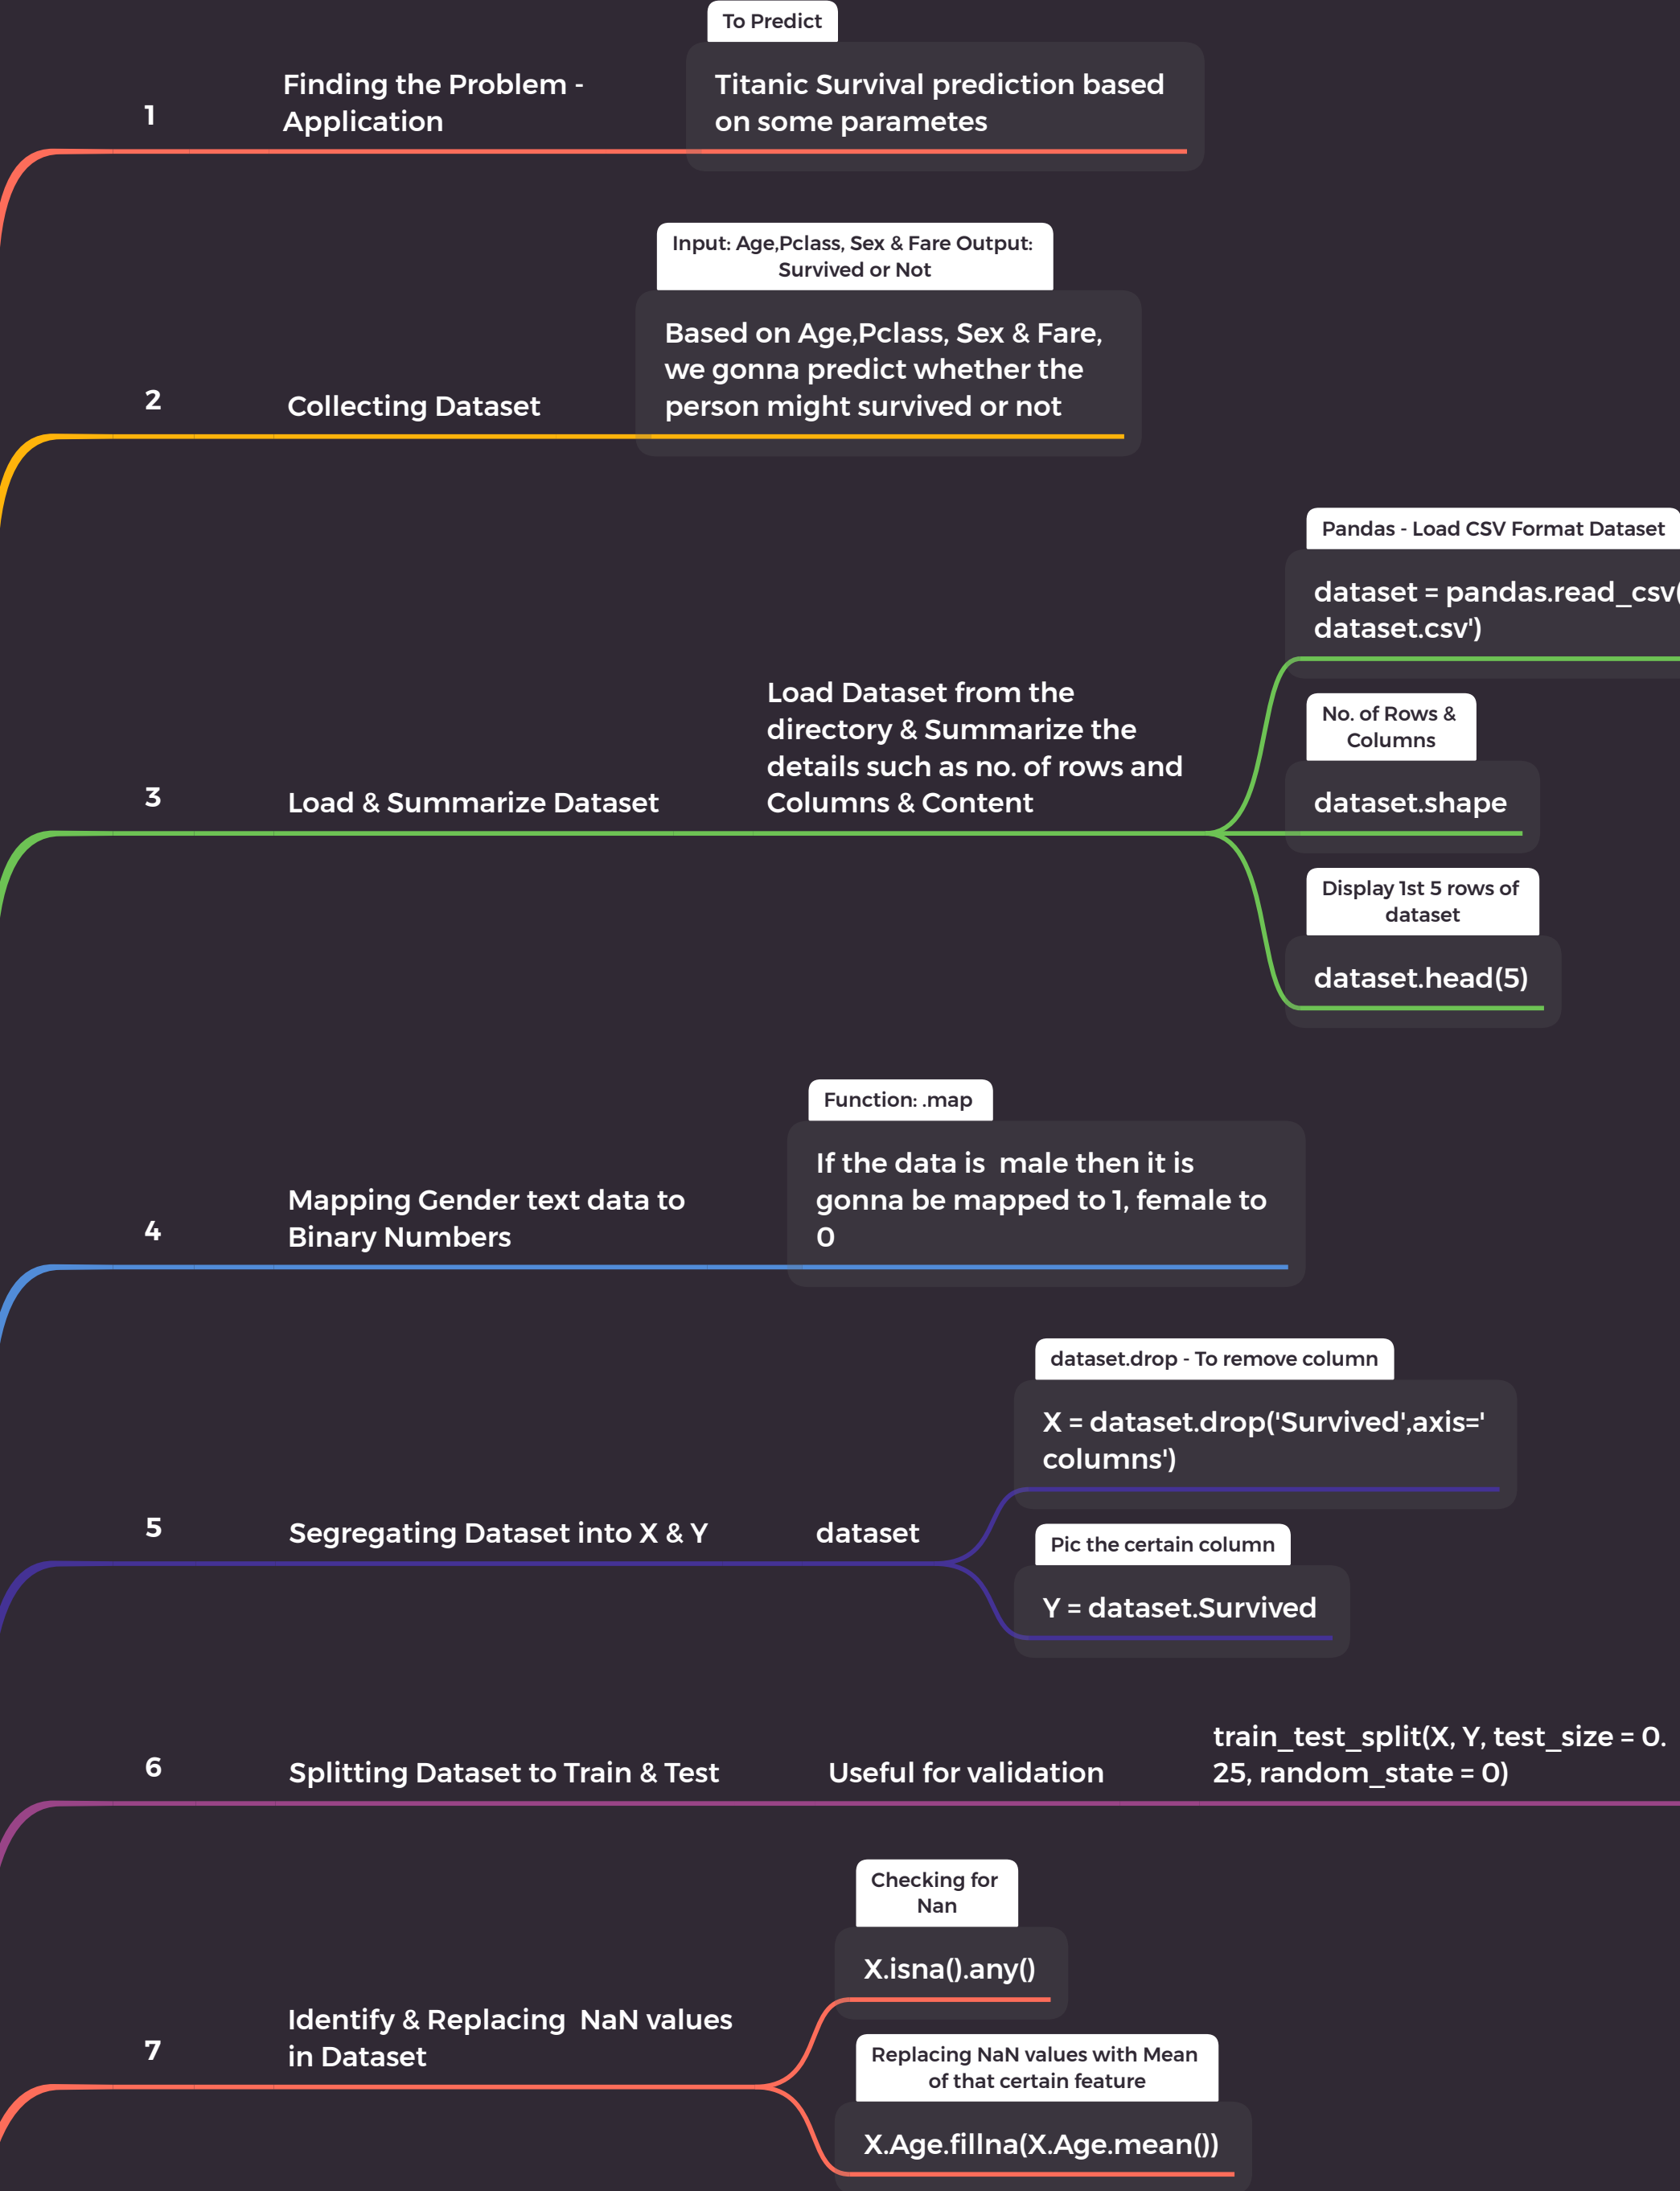 To Predict
1
Finding the Problem -
Application
Titanic Survival prediction based
on some parametes
Input: Age,Pclass, Sex & Fare Output:
Survived or Not
2
Collecting Dataset
Based on Age,Pclass, Sex & Fare,
we gonna predict whether the
person might survived or not
3
Load & Summarize Dataset
Load Dataset from the
directory & Summarize the
details such as no. of rows and
Columns & Content
Pandas - Load CSV Format Dataset
dataset = pandas.read_csv(
dataset.csv')
No. of Rows &
Columns
dataset.shape
Display 1st 5 rows of
dataset
dataset.head(5)
4
Mapping Gender text data to
Binary Numbers
Function: .map
If the data is  male then it is
gonna be mapped to 1, female to
0
5
Segregating Dataset into X & Y
dataset
dataset.drop - To remove column
X = dataset.drop('Survived',axis='
columns')
Pic the certain column
Y = dataset.Survived
6
Splitting Dataset to Train & Test
Useful for validation
train_test_split(X, Y, test_size = 0.
25, random_state = 0)
7
Identify & Replacing  NaN values
in Dataset
Checking for
Nan
X.isna().any()
Replacing NaN values with Mean
of that certain feature
X.Age.fillna(X.Age.mean())